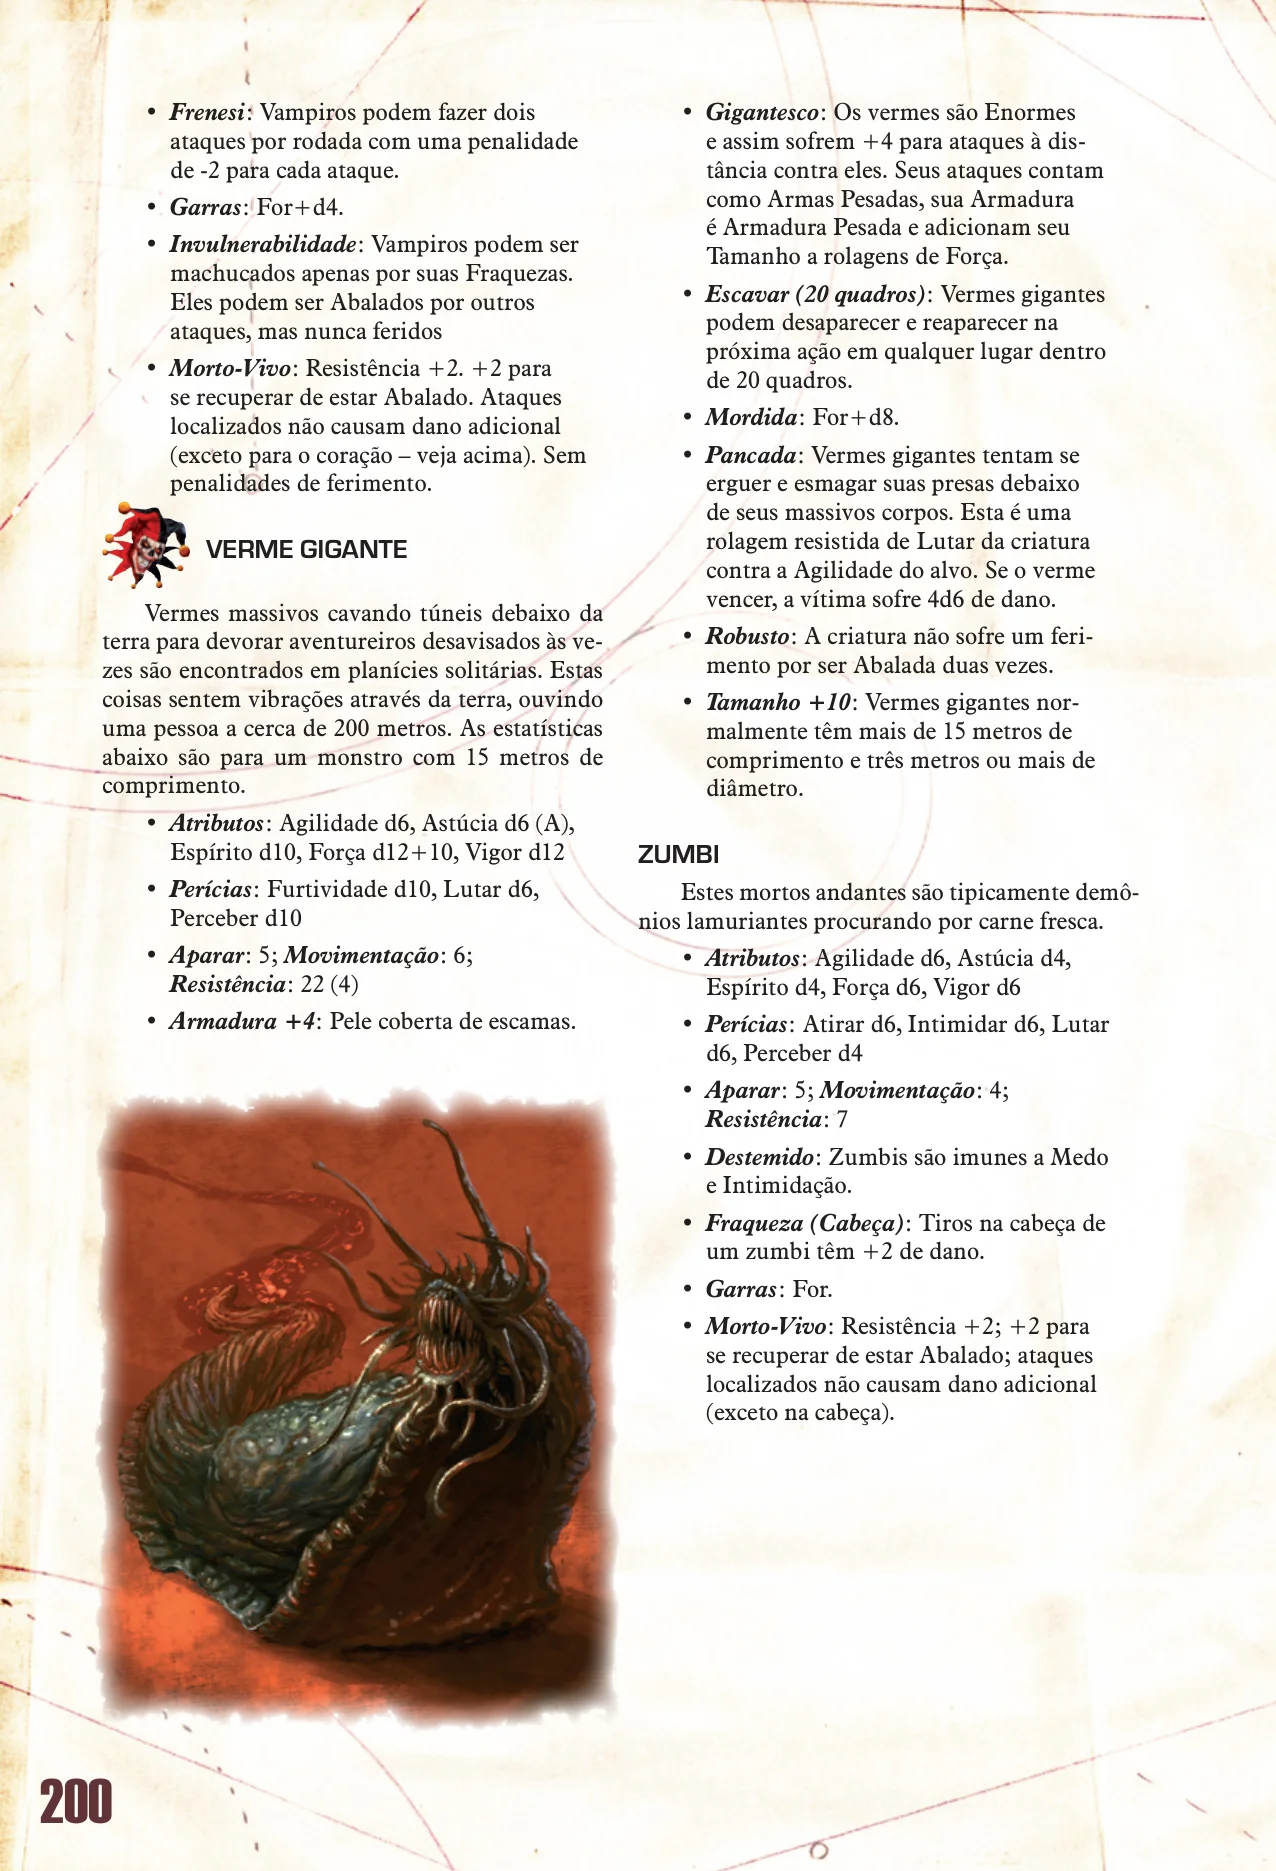 • Frenesi: Vampiros podem fazer dois
ataques por rodada com uma penalidade
de -2 para cada ataque.
• Garras: For+d4.
• Invulnerabilidade: Vampiros podem ser
machucados apenas por suas Fraquezas.
Eles podem ser Abalados por outros
ataques, mas nunca feridos
• Morto-Vivo: Resistência +2. +2 para
se recuperar de estar Abalado. Ataques
localizados não causam dano adicional
(exceto para o coração – veja acima). Sem
penalidades de ferimento.
VERME GIGANTE
Vermes massivos cavando túneis debaixo da
terra para devorar aventureiros desavisados às ve-
zes são encontrados em planícies solitárias. Estas
coisas sentem vibrações através da terra, ouvindo
uma pessoa a cerca de 200 metros. As estatísticas
abaixo são para um monstro com 15 metros de
comprimento.
• Atributos: Agilidade d6, Astúcia d6 (A),
Espírito d10, Força d12+10, Vigor d12
• Perícias: Furtividade d10, Lutar d6,
Perceber d10
• Aparar: 5; Movimentação: 6;
Resistência: 22 (4)
• Armadura +4: Pele coberta de escamas.
• Gigantesco: Os vermes são Enormes
e assim sofrem +4 para ataques à dis-
tância contra eles. Seus ataques contam
como Armas Pesadas, sua Armadura
é Armadura Pesada e adicionam seu
Tamanho a rolagens de Força.
• Escavar (20 quadros): Vermes gigantes
podem desaparecer e reaparecer na
próxima ação em qualquer lugar dentro
de 20 quadros.
• Mordida: For+d8.
• Pancada: Vermes gigantes tentam se
erguer e esmagar suas presas debaixo
de seus massivos corpos. Esta é uma
rolagem resistida de Lutar da criatura
contra a Agilidade do alvo. Se o verme
vencer, a vítima sofre 4d6 de dano.
• Robusto: A criatura não sofre um feri-
mento por ser Abalada duas vezes.
• Tamanho +10: Vermes gigantes nor-
malmente têm mais de 15 metros de
comprimento e três metros ou mais de
diâmetro.
ZUMBI
Estes mortos andantes são tipicamente demô-
nios lamuriantes procurando por carne fresca.
• Atributos: Agilidade d6, Astúcia d4,
Espírito d4, Força d6, Vigor d6
• Perícias: Atirar d6, Intimidar d6, Lutar
d6, Perceber d4
• Aparar: 5; Movimentação: 4;
Resistência: 7
• Destemido: Zumbis são imunes a Medo
e Intimidação.
• Fraqueza (Cabeça): Tiros na cabeça de
um zumbi têm +2 de dano.
• Garras: For.
• Morto-Vivo: Resistência +2; +2 para
se recuperar de estar Abalado; ataques
localizados não causam dano adicional
(exceto na cabeça).
200